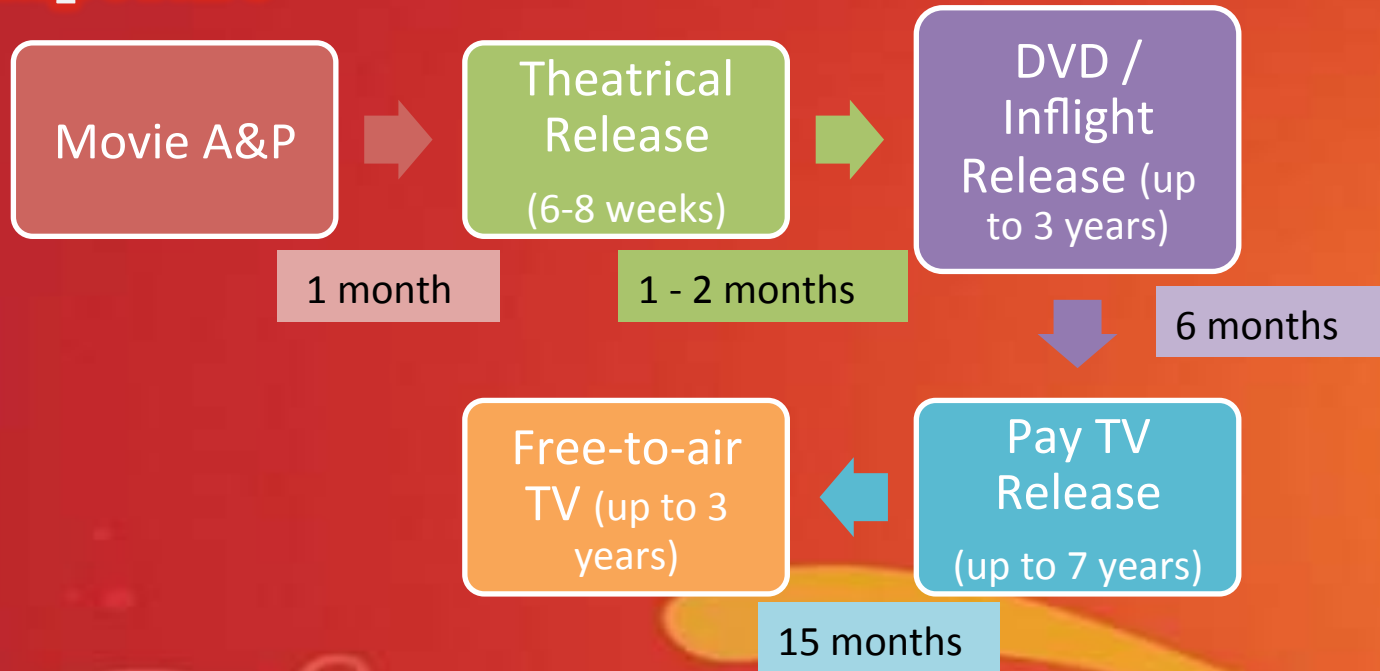 Movie A&P
Theatrical
Release
(6-8 weeks)
DVD /
Inflight
Release (up
to 3 years)
1 month
1 - 2 months
6 months
Free-to-air
TV (up to 3
years)
Pay TV
Release
(up to 7 years)
15 months